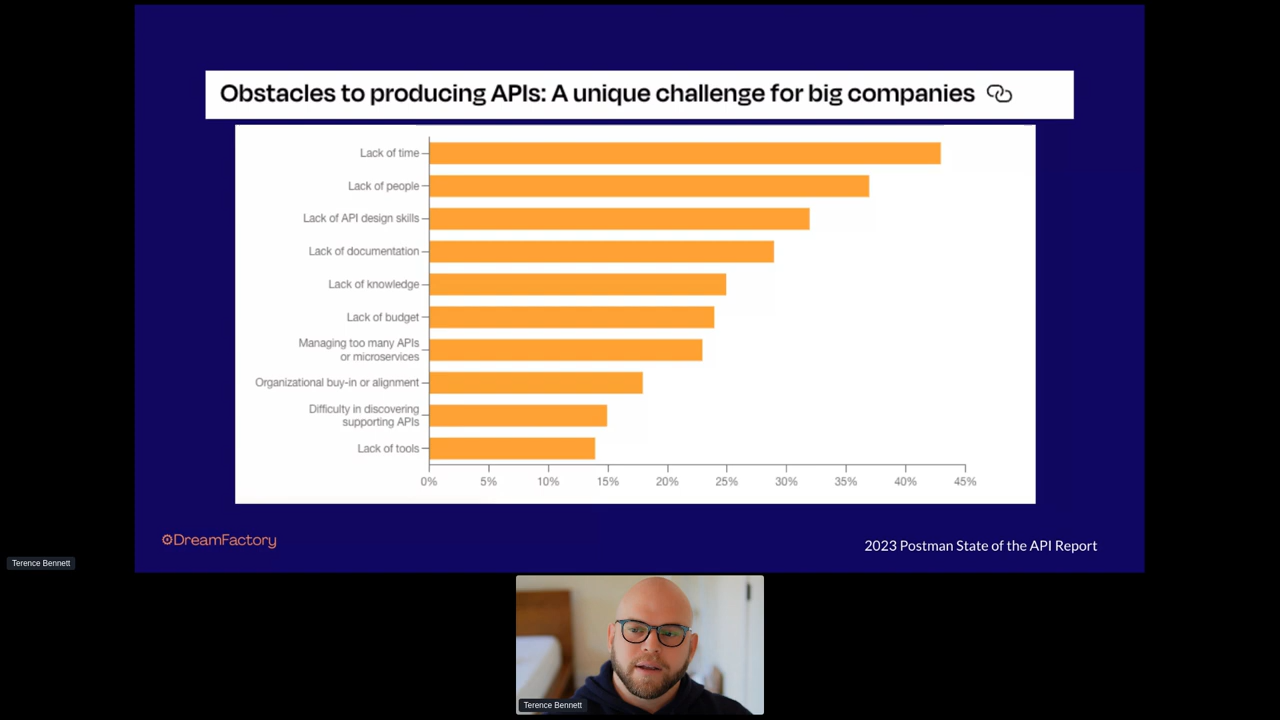 Obstacles to producing APIs: A unique challenge for big companies
Lack of time
Lack of people
Lack of API design skills
Lack of documentation
Lack of knowledge
Lack of budget
Managing too many APIs
or microservices
Organizational buy-in or alignment
Difficulty in discovering
supporting APIs
Lack of tools
0% 5% 10% 15% 20% 25% 30% 35% 40% 45%
DreamFactory
2023 Postman State of the API Report
Terence Bennett
Terence Bennett